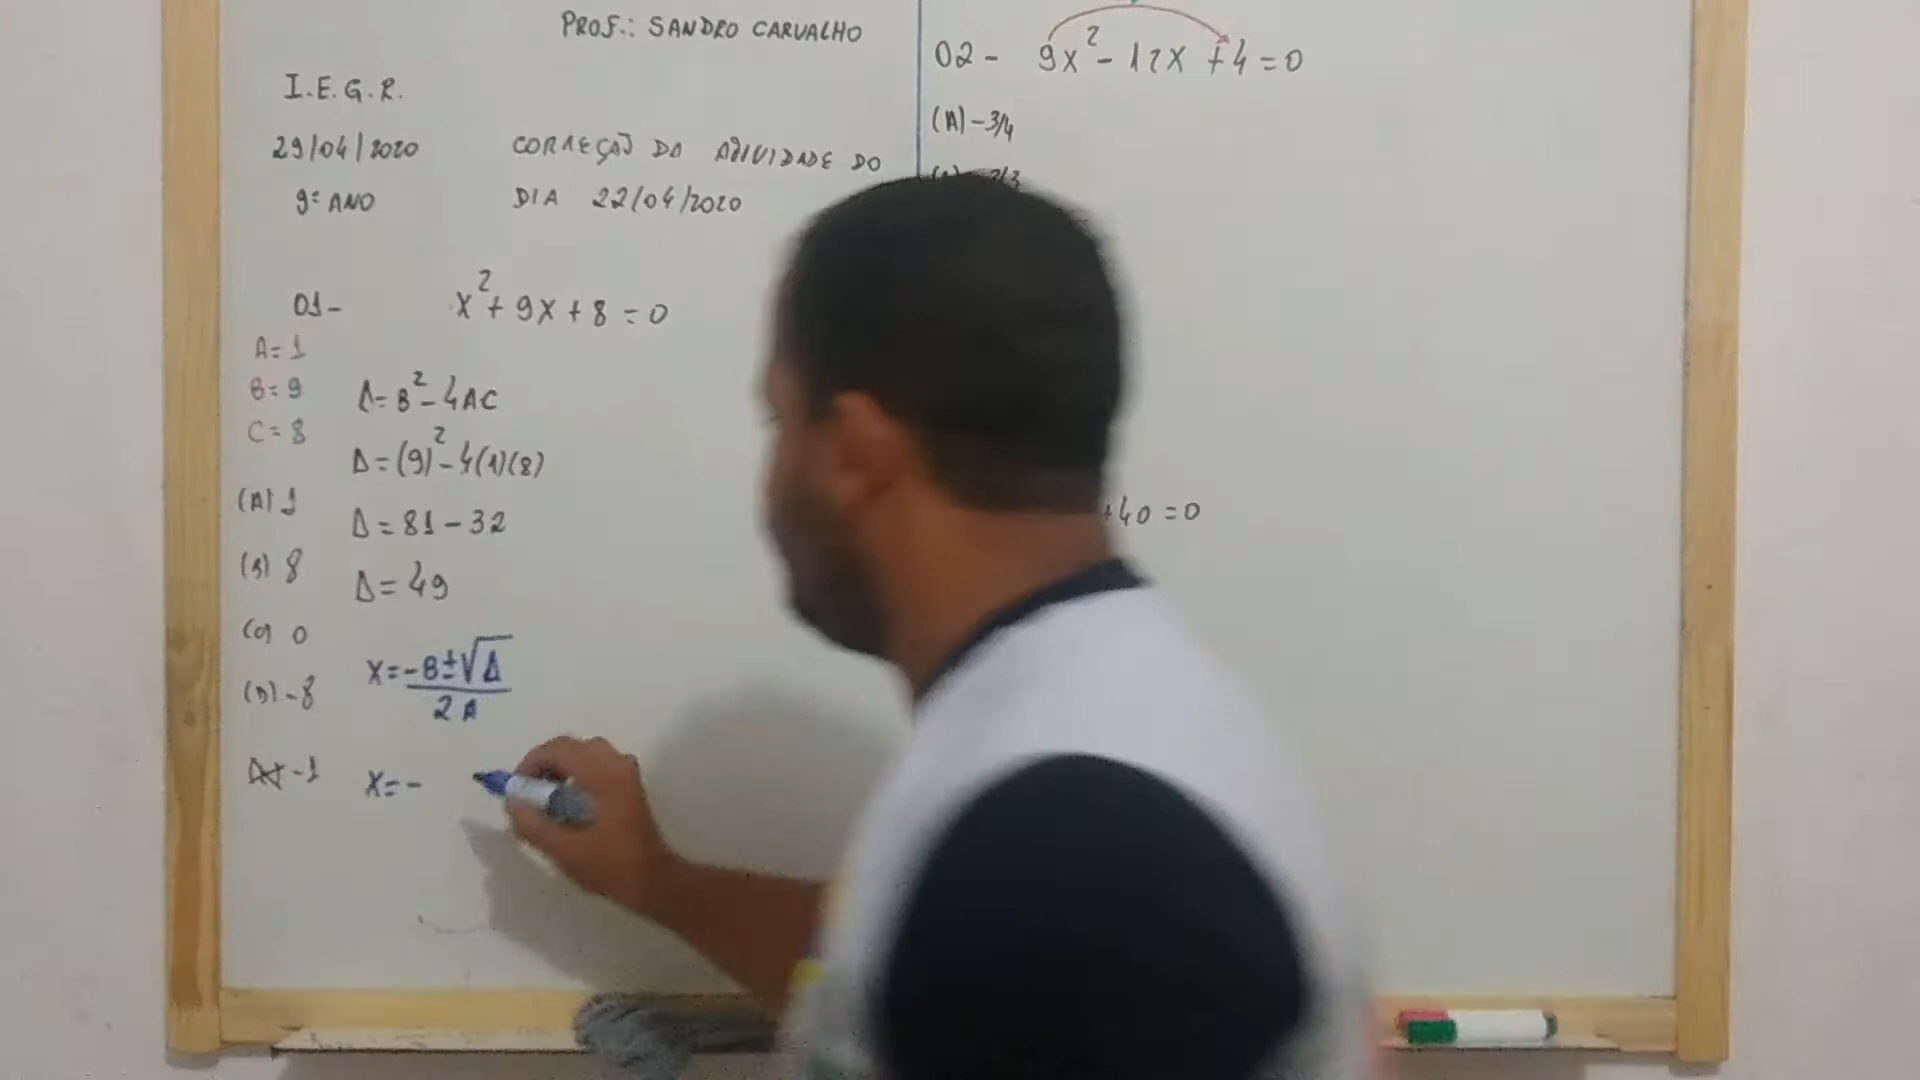 PROF.: SANDRO CARVALHO
I.E.G.R.
29/04/2020
CORREÇÃO DA ATIVIDADE DO
9º ANO
DIA 22/04/2020
01- x²+9x+8=0
A=1
B=9
C=8
Δ=B²-4AC
Δ=(9)²-4(1)(8)
Δ=81-32
Δ=49
(A) 1
(B) 8
(C) 0
(D) -8
-1
X=-B±√Δ
2A
X=-
02- 9x²-12x+4=0
(A) -3/4
+40=0